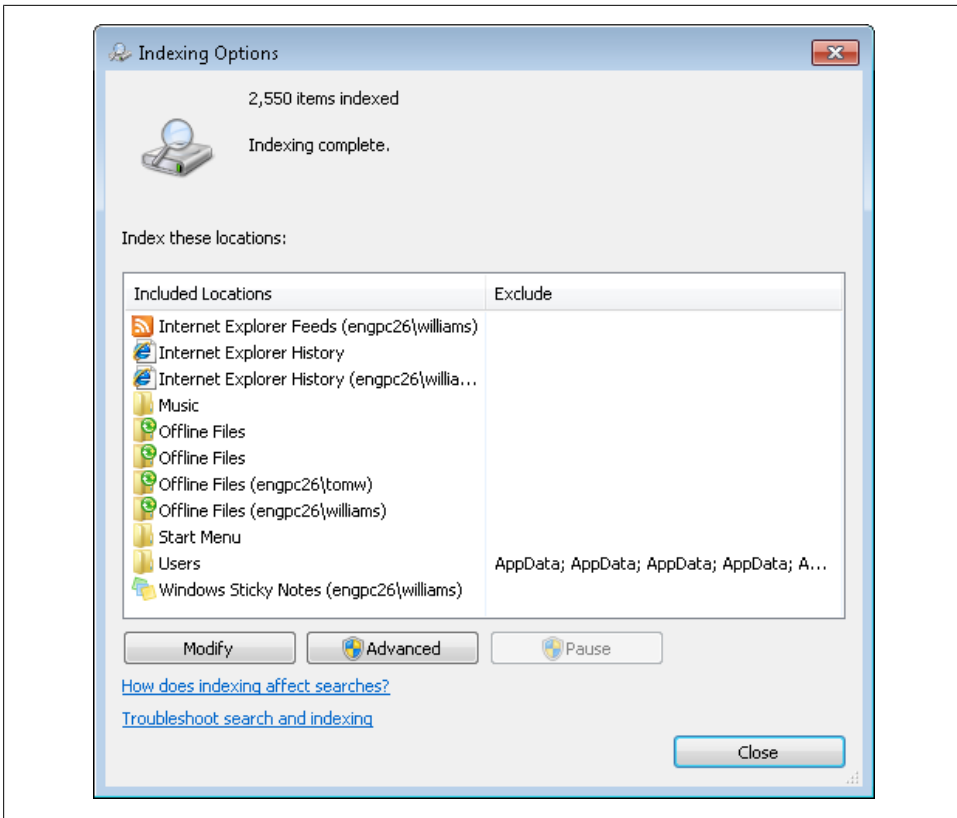 Indexing Options
2,550 items indexed
Indexing complete.
Index these locations:
Included Locations Exclude
Internet Explorer Feeds (engpc26\williams)
Internet Explorer History
Internet Explorer History (engpc26\willia...
Music
Offline Files
Offline Files
Offline Files (engpc26\tomw)
Offline Files (engpc26\williams)
Start Menu
Users AppData; AppData; AppData; AppData; A...
Windows Sticky Notes (engpc26\williams)
Modify Advanced Pause
How does indexing affect searches?
Troubleshoot search and indexing
Close